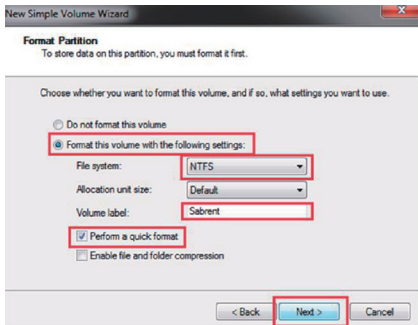 New Simple Volume Wizard
Format Partition
To store data on this partition, you must format it first.
Choose whether you want to format this volume, and if so, what settings you want to use.
Do not format this volume
Format this volume with the following settings:
File system: NTFS
Allocation unit size: Default
Volume label: Sabrent
Perform a quick format
Enable file and folder compression
< Back Next > Cancel